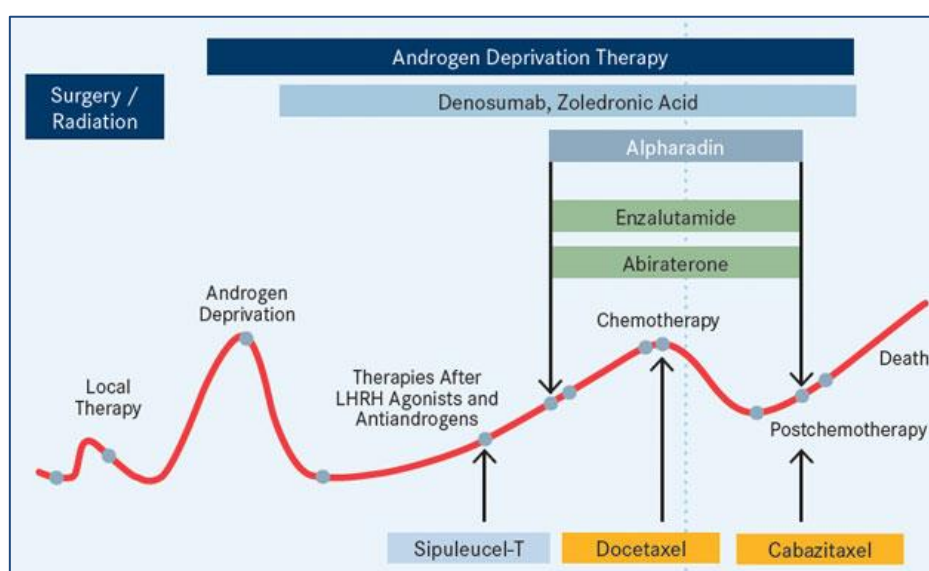 Androgen Deprivation Therapy
Surgery /
Radiation
Denosumab, Zoledronic Acid
Alpharadin
Enzalutamide
Abiraterone
Androgen
Deprivation
Chemotherapy
Local
Therapy
Therapies After
LHRH Agonists and
Antiandrogens
Death
Postchemotherapy
Sipuleucel-T
Docetaxel
Cabazitaxel